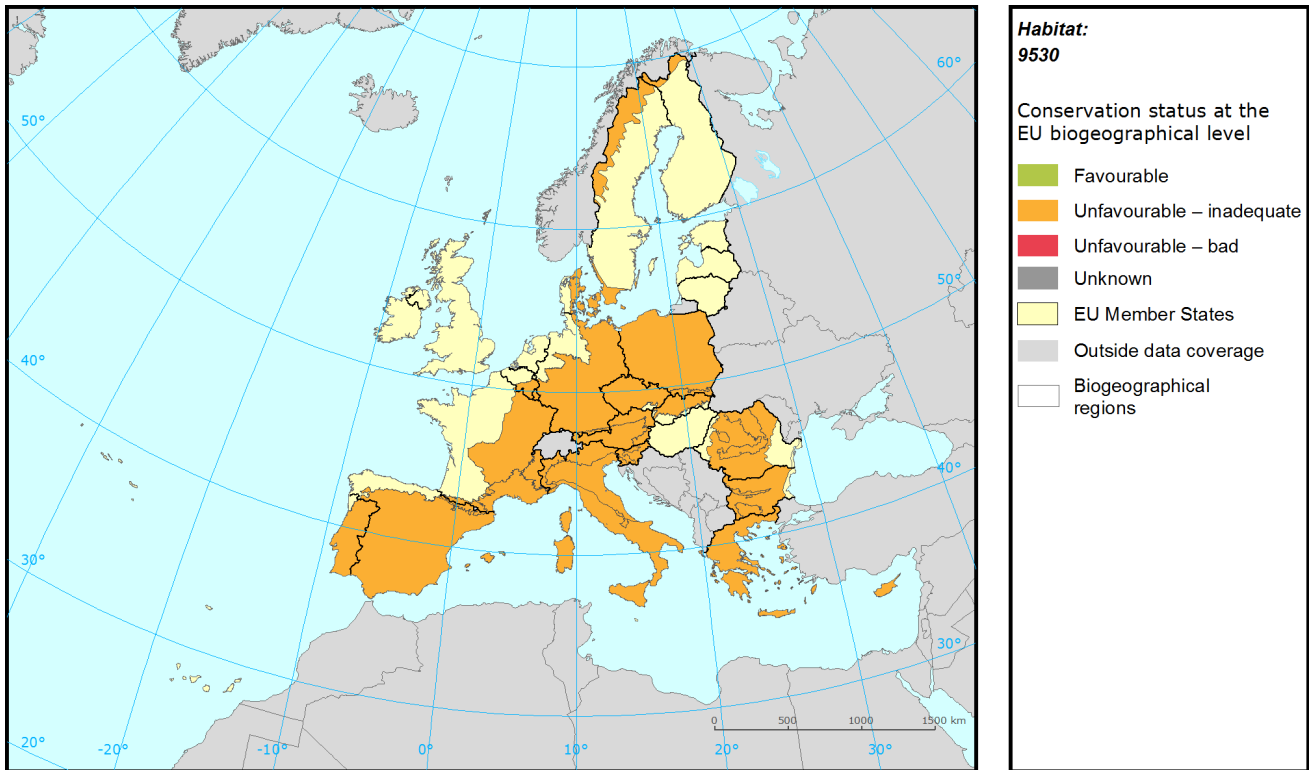 Habitat:
9530
Conservation status at the
EU biogeographical level
Favourable
Unfavourable – inadequate
Unfavourable – bad
Unknown
EU Member States
Outside data coverage
Biogeographical
regions
60°
50°
50°
40°
40°
30°
30°
0 500 1000 1500 km
20° -20° -10° 0° 10° 20° 30°